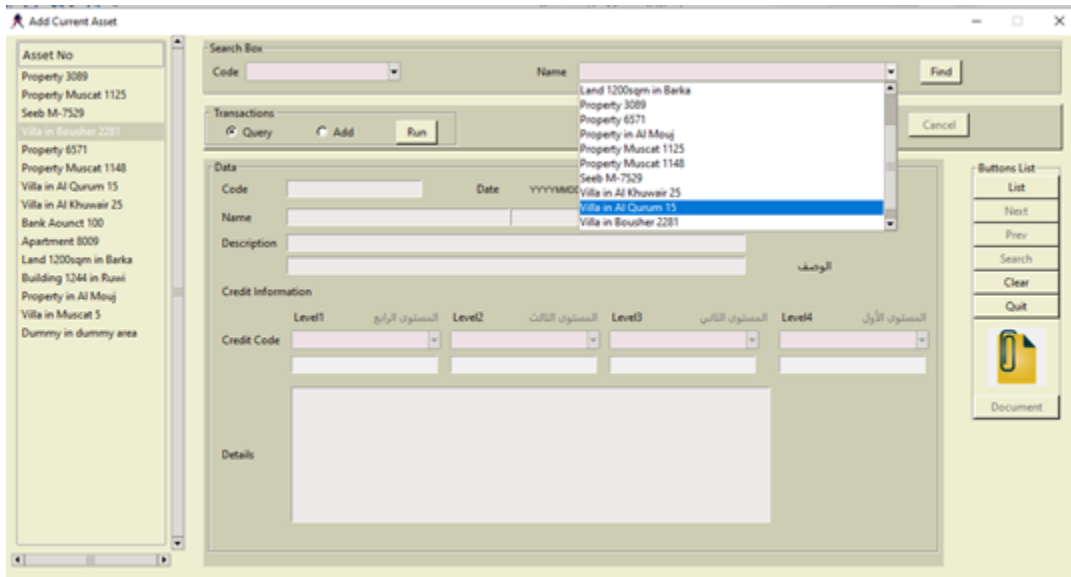 Add Current Asset
Asset No
Property 3089
Property Muscat 1125
Seeb M-7529
Villa in Bousher 2281
Property 6571
Property Muscat 1148
Villa in Al Qurum 15
Villa in Al Khuwair 25
Bank Aounct 100
Apartment 8009
Land 1200sqm in Barka
Building 1244 in Ruwi
Property in Al Mouj
Villa in Muscat 5
Dummy in dummy area
Search Box
Code Name Find
Land 1200sqm in Barka
Property 3089
Property 6571
Property in Al Mouj
Property Muscat 1125
Property Muscat 1148
Seeb M-7529
Villa in Al Khuwair 25
Villa in Al Qurum 15
Villa in Bousher 2281
Transactions
Query Add Run Cancel
Data
Code Date
Name
Description
الوصف
Credit Information
Level1 المستوى الرابع Level2 المستوى الثالث Level3 المستوى الثاني Level4 المستوى الأول
Credit Code
Details
Buttons List
List
Next
Prev
Search
Clear
Quit
Document